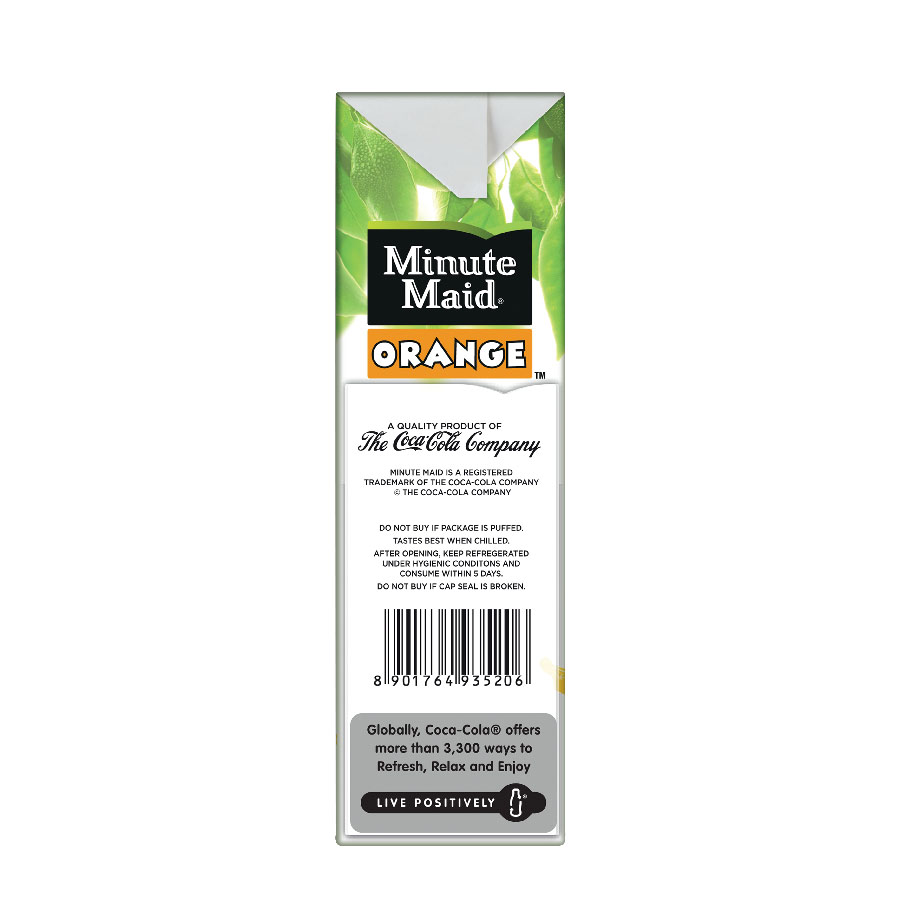 Minute
Maid®
ORANGE™
A QUALITY PRODUCT OF
The Coca-Cola Company
MINUTE MAID IS A REGISTERED
TRADEMARK OF THE COCA-COLA COMPANY
© THE COCA-COLA COMPANY
DO NOT BUY IF PACKAGE IS PUFFED.
TASTES BEST WHEN CHILLED.
AFTER OPENING, KEEP REFREGERATED
UNDER HYGIENIC CONDITONS AND
CONSUME WITHIN 5 DAYS.
DO NOT BUY IF CAP SEAL IS BROKEN.
8 901764 935206
Globally, Coca-Cola® offers
more than 3,300 ways to
Refresh, Relax and Enjoy
LIVE POSITIVELY ®